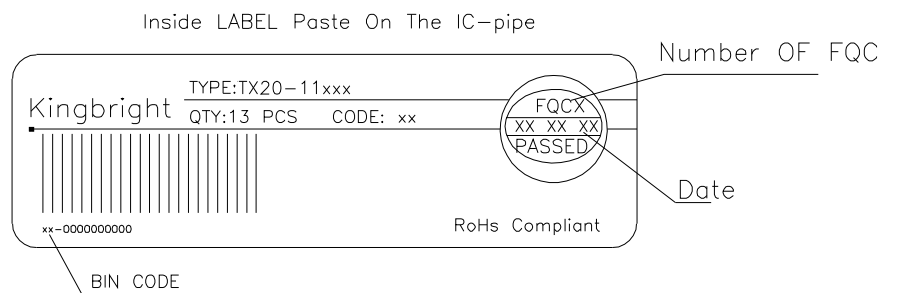 Inside LABEL Paste On The IC-pipe
Number OF FQC
TYPE:TX20-11xxx
Kingbright
QTY:13 PCS CODE: xx
FQCX
XX XX XX
PASSED
Date
xx-0000000000
RoHs Compliant
BIN CODE